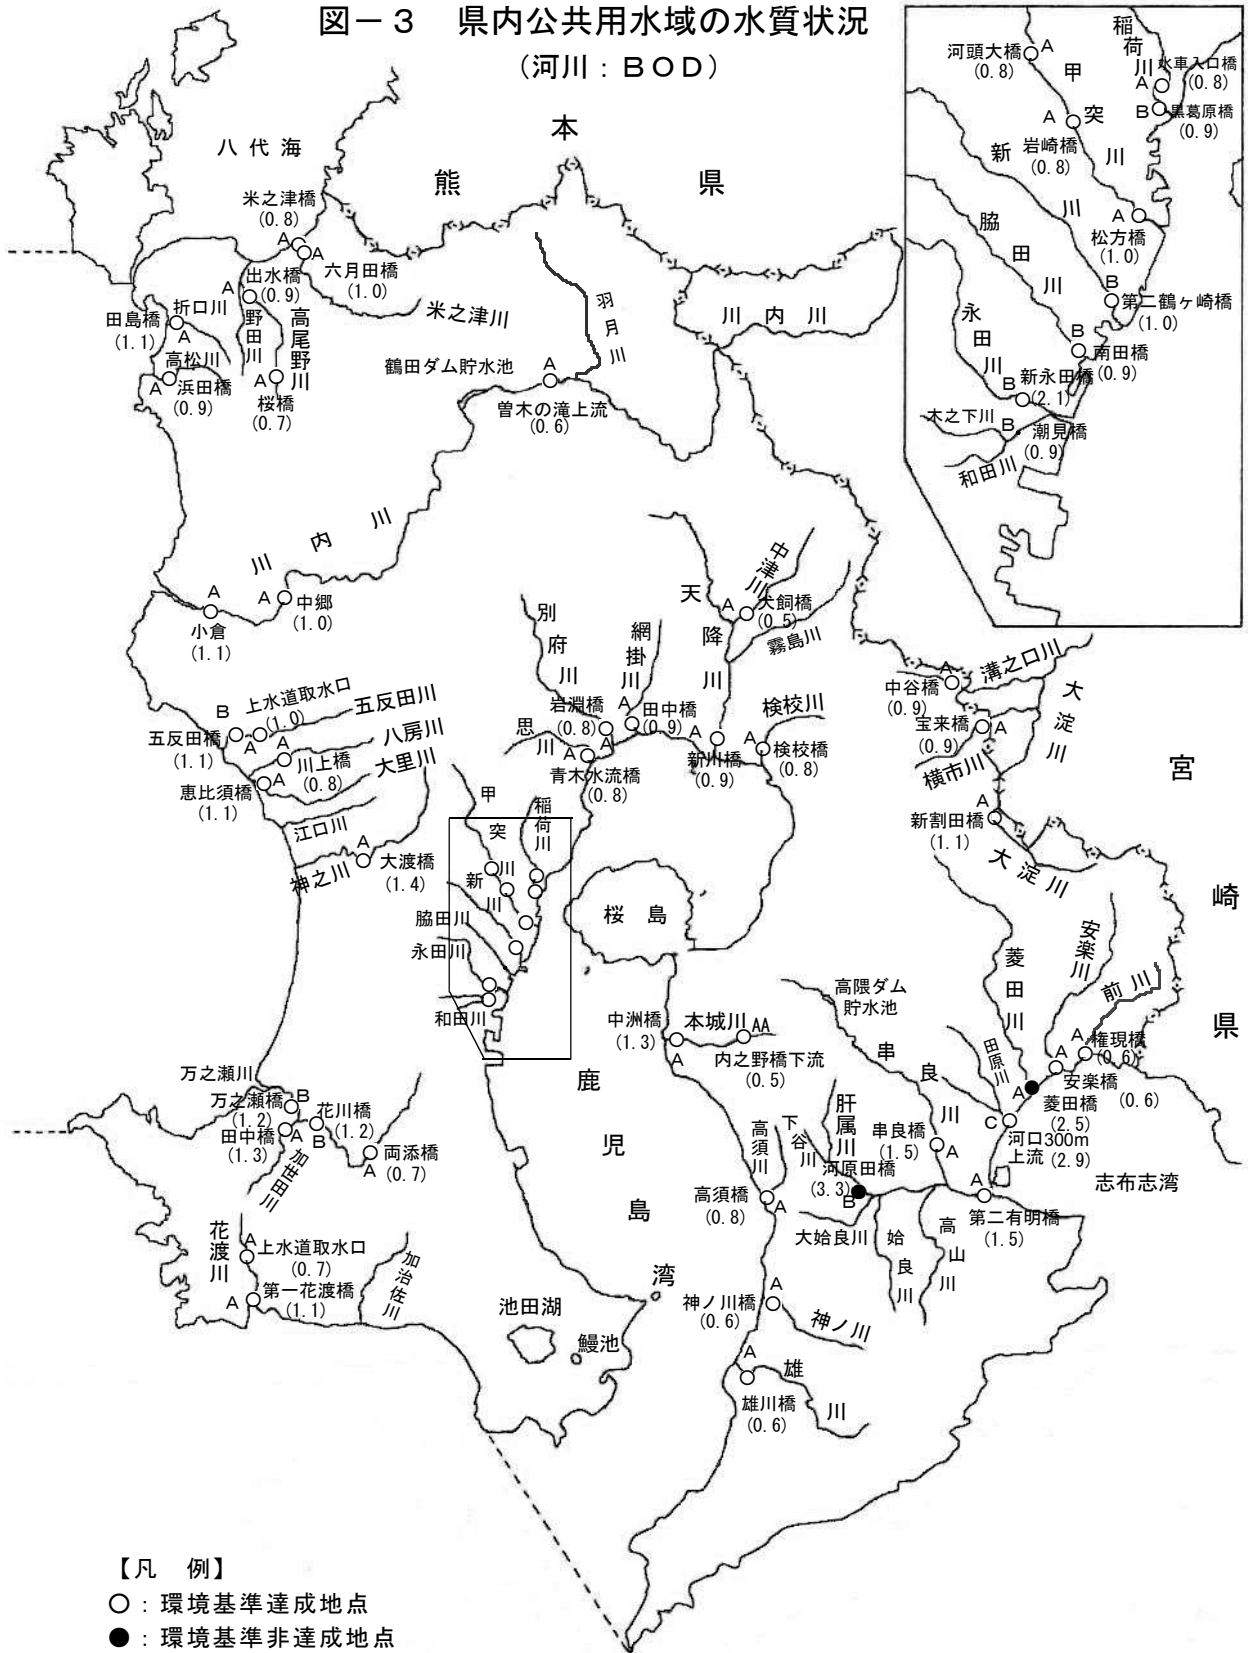 図－３　県内公共用水域の水質状況
（河川：ＢＯＤ）
八代海
熊
本
県
米之津橋
(0.8)
A
A
六月田橋
(1.0)
米之津川
出水橋
(0.9)
A
野田川
高尾野川
A
桜橋
(0.7)
折口川
田島橋
(1.1)
A
高松川
A
浜田橋
(0.9)
羽月川
川内川
鶴田ダム貯水池
A
曽木の滝上流
(0.6)
川内川
A
小倉
(1.1)
A
中郷
(1.0)
河頭大橋
(0.8)
A
甲突川
稲荷川
水車入口橋
A
(0.8)
B
黒葛原橋
(0.9)
A
岩崎橋
(0.8)
新川
A
松方橋
(1.0)
脇田川
B
第二鶴ヶ崎橋
(1.0)
永田川
B
南田橋
(0.9)
新永田橋
B
(2.1)
木之下川
B
潮見橋
(0.9)
和田川
天降川
中津川
A
犬飼橋
(0.5)
霧島川
別府川
網掛川
岩淵橋
(0.8)
A
A
田中橋
(0.9)
思川
A
青木水流橋
(0.8)
A
新川橋
(0.9)
検校川
A
検校橋
(0.8)
上水道取水口
(1.0)
五反田川
B
五反田橋
(1.1)
A
A
八房川
川上橋
(0.8)
大里川
A
恵比須橋
(1.1)
江口川
A
神之川
大渡橋
(1.4)
甲突川
稲荷川
新川
脇田川
永田川
和田川
桜島
溝之口川
A
中谷橋
(0.9)
大淀川
宝来橋
(0.9)
A
横市川
A
新割田橋
(1.1)
大淀川
宮
崎
県
菱田川
安楽川
前川
A
権現橋
(0.6)
A
安楽橋
(0.6)
田原川
A
菱田橋
(2.5)
C
河口300m
上流
(2.9)
志布志湾
高隈ダム
貯水池
串良川
串良橋
(1.5)
A
中洲橋
(1.3)
A
本城川
AA
内之野橋下流
(0.5)
高須川
下谷川
肝属川
河原田橋
(3.3)
B
高須橋
(0.8)
A
大姶良川
姶良川
高山川
A
第二有明橋
(1.5)
鹿児島湾
A
神ノ川橋
(0.6)
神ノ川
A
雄川橋
(0.6)
雄川
万之瀬川
万之瀬橋
(1.2)
B
花川橋
(1.2)
B
田中橋
(1.3)
A
加世田川
両添橋
(0.7)
A
花渡川
A
上水道取水口
(0.7)
A
第一花渡橋
(1.1)
加治佐川
池田湖
鰻池
【凡　例】
○：環境基準達成地点
●：環境基準非達成地点